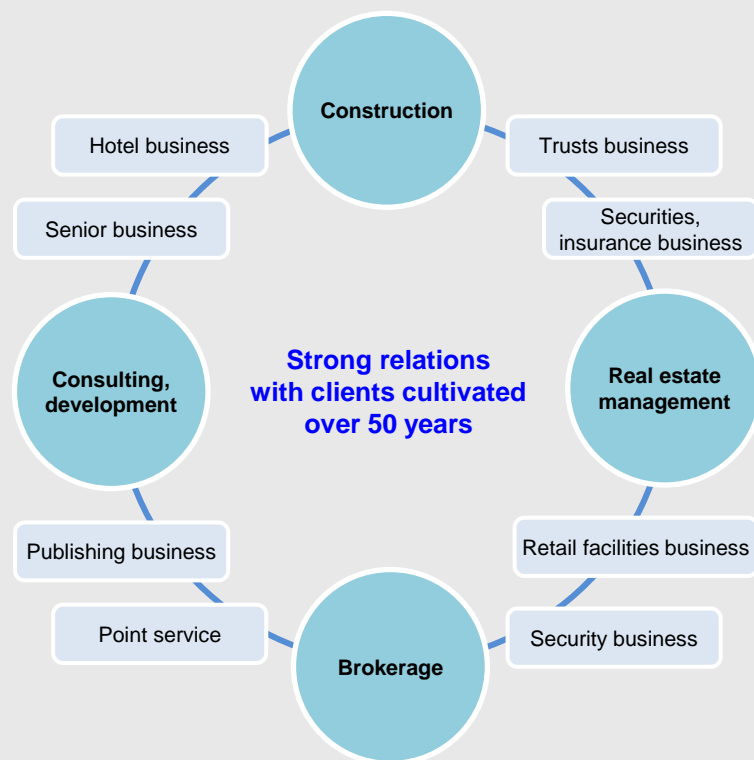 Construction
Hotel business
Trusts business
Senior business
Securities,
insurance business
Strong relations
with clients cultivated
over 50 years
Consulting,
development
Real estate
management
Publishing business
Retail facilities business
Point service
Security business
Brokerage